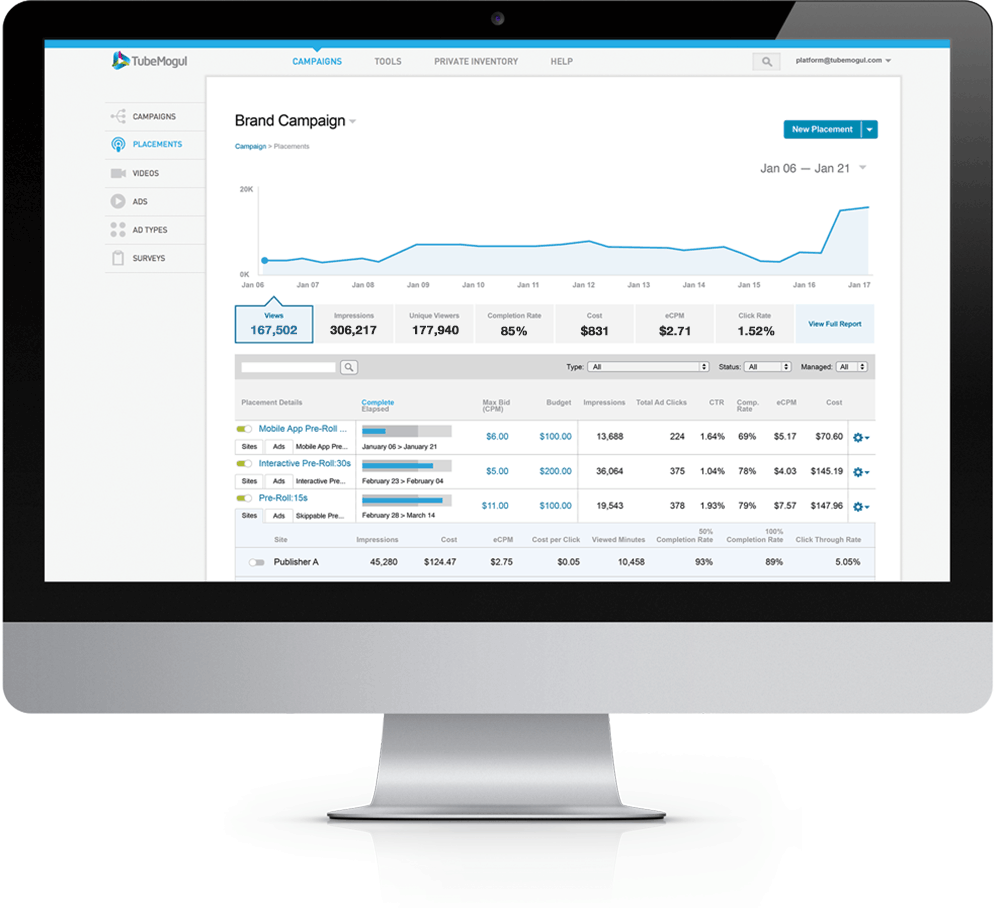 TubeMogul
CAMPAIGNS TOOLS PRIVATE INVENTORY HELP
platform@tubemogul.com
CAMPAIGNS
PLACEMENTS
VIDEOS
ADS
AD TYPES
SURVEYS
Brand Campaign
New Placement
Campaign > Placements
Jan 06 — Jan 21
20K
0K
Jan 06 Jan 07 Jan 08 Jan 09 Jan 10 Jan 11 Jan 12 Jan 13 Jan 14 Jan 15 Jan 16 Jan 17
Views Impressions Unique Viewers Completion Rate Cost eCPM Click Rate
167,502 306,217 177,940 85% $831 $2.71 1.52% View Full Report
Type: All Status: All Managed: All
Placement Details Complete Elapsed Max Bid (CPM) Budget Impressions Total Ad Clicks CTR Comp. Rate eCPM Cost
Mobile App Pre-Roll ...
$6.00 $100.00 13,688 224 1.64% 69% $5.17 $70.60
Sites Ads Mobile App Pre... January 06 > January 21
Interactive Pre-Roll:30s
$5.00 $200.00 36,064 375 1.04% 78% $4.03 $145.19
Sites Ads Interactive Pre... February 23 > February 04
Pre-Roll:15s
$11.00 $100.00 19,543 378 1.93% 79% $7.57 $147.96
Sites Ads Skippable Pre... February 28 > March 14
Site Impressions Cost eCPM Cost per Click Viewed Minutes 50% Completion Rate 100% Completion Rate Click Through Rate
Publisher A 45,280 $124.47 $2.75 $0.05 10,458 93% 89% 5.05%